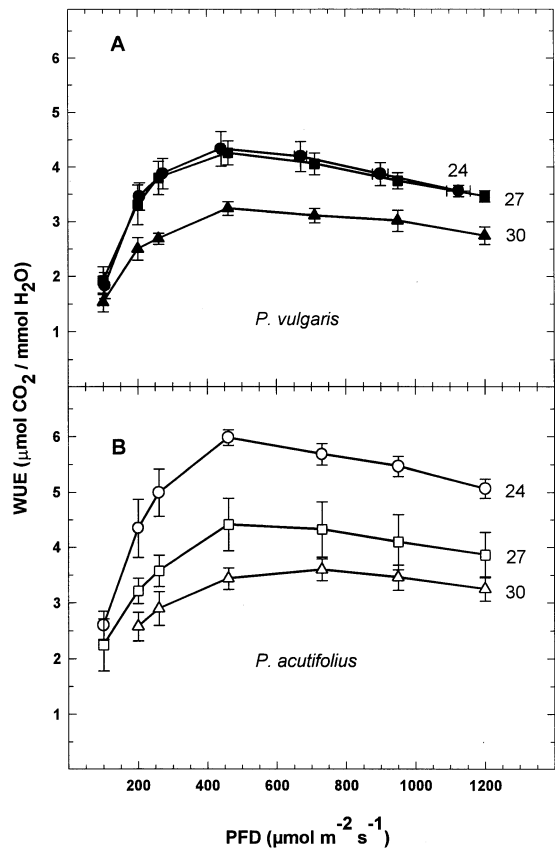 A
6
5
4
3
2
1
24
27
30
P. vulgaris
WUE (μmol CO2 / mmol H2O)
B
6
5
4
3
2
1
24
27
30
P. acutifolius
200 400 600 800 1000 1200
PFD (μmol m-2 s-1)